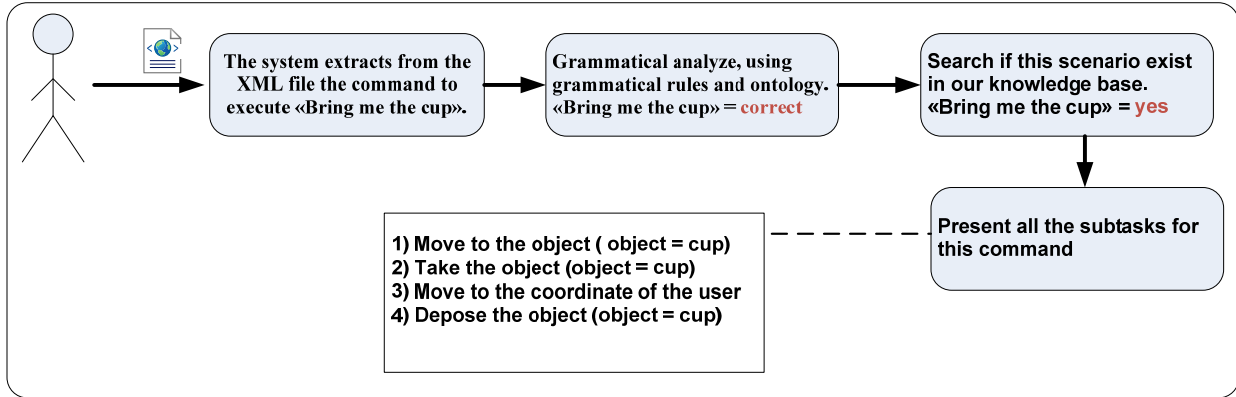 The system extracts from the
XML file the command to
execute «Bring me the cup».
Grammatical analyze, using
grammatical rules and ontology.
«Bring me the cup» = correct
Search if this scenario exist
in our knowledge base.
«Bring me the cup» = yes
Present all the subtasks for
this command
1) Move to the object ( object = cup)
2) Take the object (object = cup)
3) Move to the coordinate of the user
4) Depose the object (object = cup)